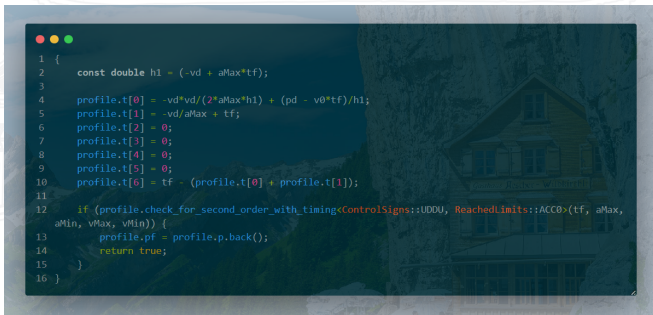 1 {
2 const double h1 = (-vd + aMax*tf);
3
4 profile.t[0] = -vd*vd/(2*aMax*h1) + (pd - v0*tf)/h1;
5 profile.t[1] = -vd/aMax + tf;
6 profile.t[2] = 0;
7 profile.t[3] = 0;
8 profile.t[4] = 0;
9 profile.t[5] = 0;
10 profile.t[6] = tf - (profile.t[0] + profile.t[1]);
11
12 if (profile.check_for_second_order_with_timing<ControlSigns::UDDU, ReachedLimits::ACC0>(tf, aMax,
aMin, vMax, vMin)) {
13 profile.pf = profile.p.back();
14 return true;
15 }
16 }